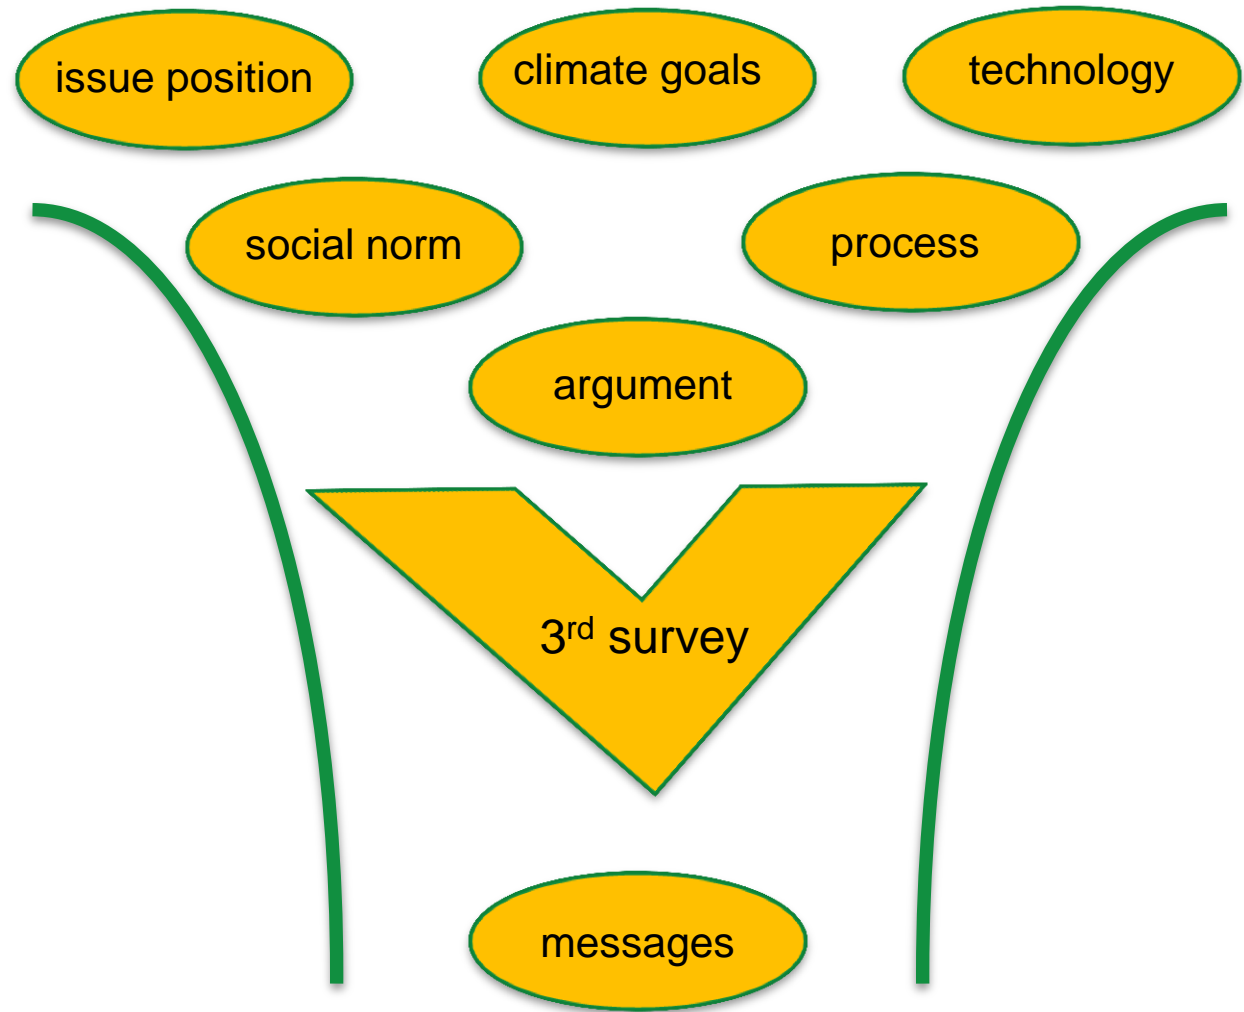 issue position
climate goals
technology
social norm
process
argument
3rd survey
messages